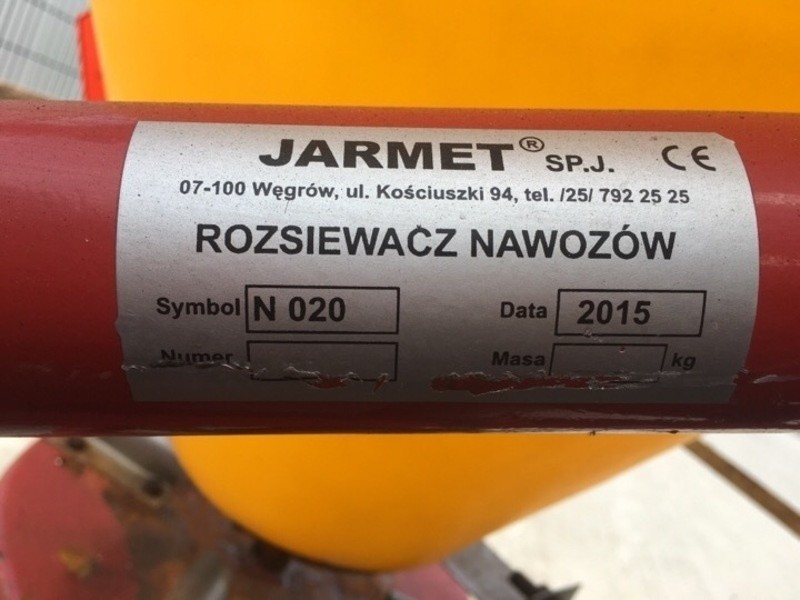 JARMET® SP.J. CE
07-100 Węgrów, ul. Kościuszki 94, tel. /25/ 792 25 25
ROZSIEWACZ NAWOZÓW
Symbol N 020 Data 2015
Numer Masa kg